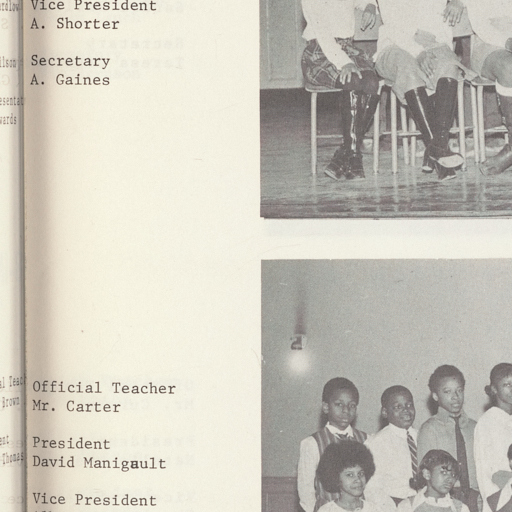 Vice President
A. Shorter
Secretary
A. Gaines
Official Teacher
Mr. Carter
President
David Manigault
Vice President